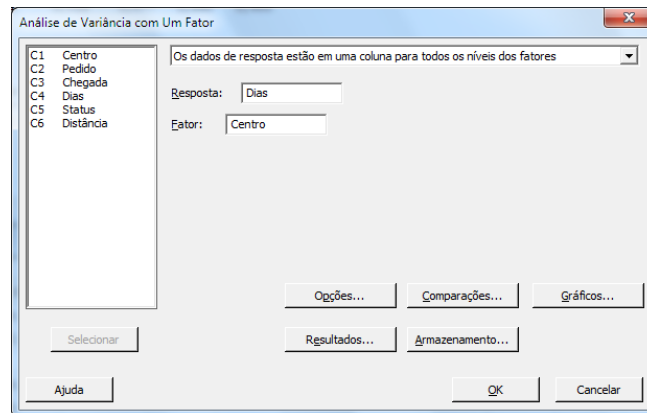 Análise de Variância com Um Fator
C1 Centro
C2 Pedido
C3 Chegada
C4 Dias
C5 Status
C6 Distância
Os dados de resposta estão em uma coluna para todos os níveis dos fatores
Resposta: Dias
Fator: Centro
Opções... Comparações... Gráficos...
Selecionar Resultados... Armazenamento...
Ajuda OK Cancelar